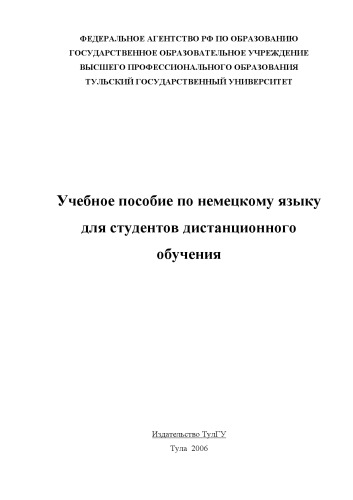 ФЕДЕРАЛЬНОЕ АГЕНТСТВО РФ ПО ОБРАЗОВАНИЮ
ГОСУДАРСТВЕННОЕ ОБРАЗОВАТЕЛЬНОЕ УЧРЕЖДЕНИЕ
ВЫСШЕГО ПРОФЕССИОНАЛЬНОГО ОБРАЗОВАНИЯ
ТУЛЬСКИЙ ГОСУДАРСТВЕННЫЙ УНИВЕРСИТЕТ
Учебное пособие по немецкому языку
для студентов дистанционного
обучения
Издательство ТулГУ
Тула 2006